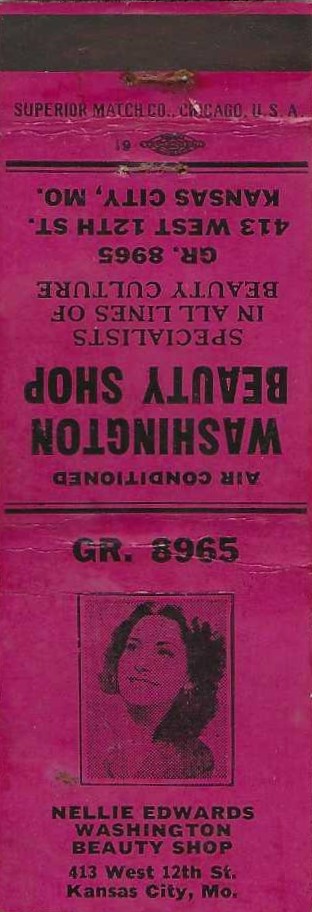 SUPERIOR MATCH CO., CHICAGO, U. S. A.
61
AIR CONDITIONED
WASHINGTON
BEAUTY SHOP
SPECIALISTS
IN ALL LINES OF
BEAUTY CULTURE
GR. 8965
413 WEST 12TH ST.
KANSAS CITY, MO.
GR. 8965
NELLIE EDWARDS
WASHINGTON
BEAUTY SHOP
413 West 12th St.
Kansas City, Mo.